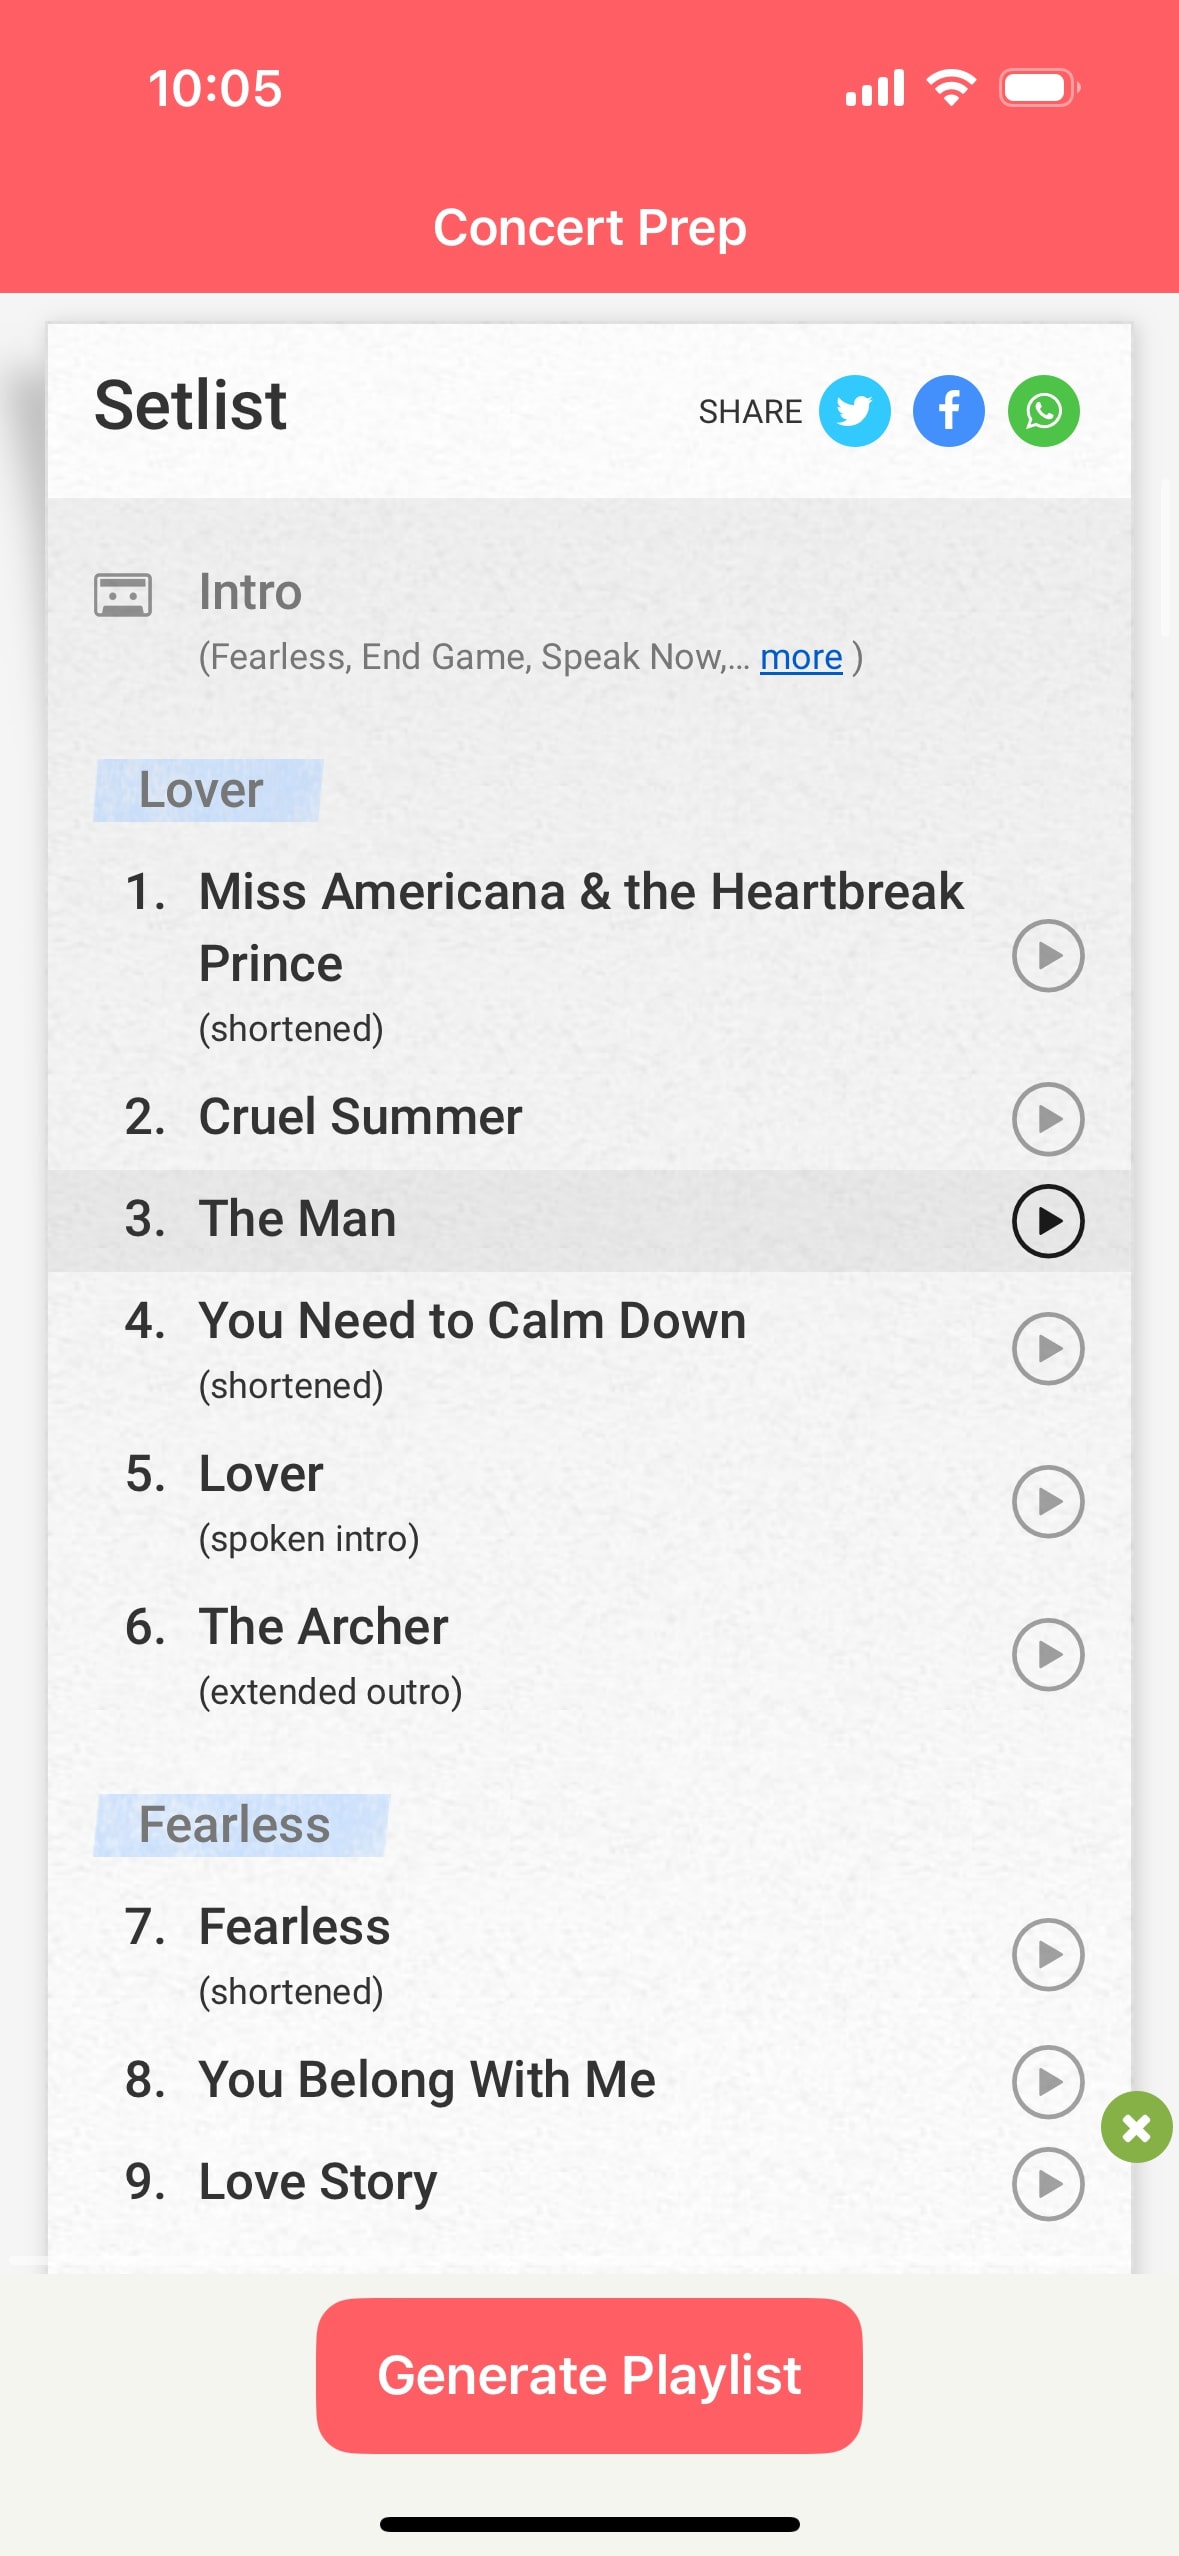 10:05
Concert Prep
Setlist
SHARE
Intro
(Fearless, End Game, Speak Now,... more )
Lover
1. Miss Americana & the Heartbreak
Prince
(shortened)
2. Cruel Summer
3. The Man
4. You Need to Calm Down
(shortened)
5. Lover
(spoken intro)
6. The Archer
(extended outro)
Fearless
7. Fearless
(shortened)
8. You Belong With Me
9. Love Story
Generate Playlist